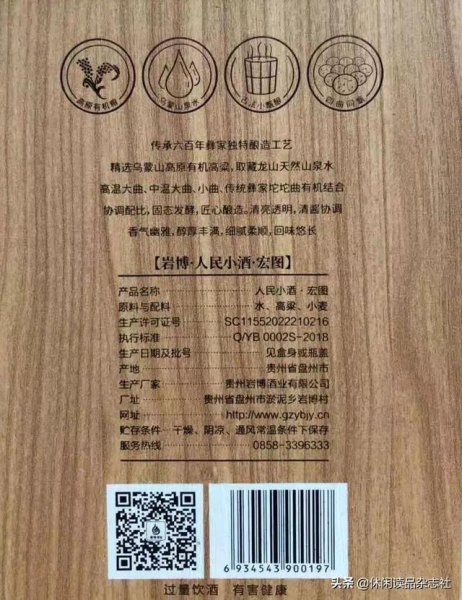 高原有机粮
乌蒙山泉水
古法小甑酿
四曲同氤
传承六百年彝家独特酿造工艺
精选乌蒙山高原有机高粱，取藏龙山天然山泉水
高温大曲、中温大曲、小曲、传统彝家坨坨曲有机结合
协调配比，固态发酵，匠心酿造。清亮透明，清酱协调
香气幽雅，醇厚丰满，细腻柔顺，回味悠长
【岩博·人民小酒·宏图】
产品名称 人民小酒·宏图
原料与配料 水、高粱、小麦
生产许可证号 SC11552022210216
执行标准 Q/YB 0002S-2018
生产日期及批号 见盒身或瓶盖
产地 贵州省盘州市
生产厂家 贵州岩博酒业有限公司
厂址 贵州省盘州市淤泥乡岩博村
网址 http://www.gzybjy.cn
贮存条件 干燥、阴凉、通风常温条件下保存
服务热线 0858-3396333
6 934543 900197
过量饮酒 有害健康
头条 @休闲读品杂志社